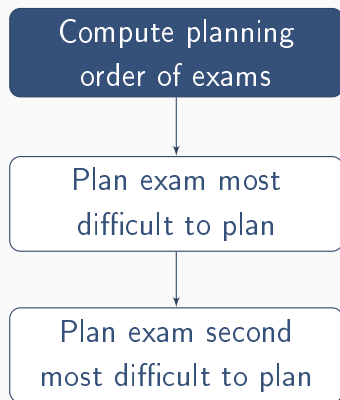 Compute planning
order of exams
Plan exam most
difficult to plan
Plan exam second
most difficult to plan